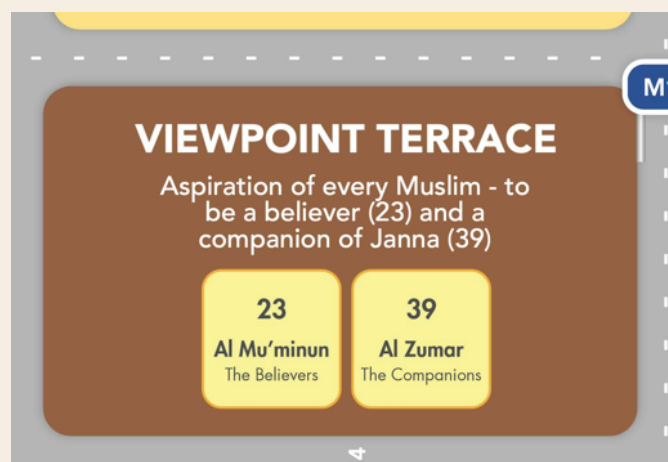 VIEWPOINT TERRACE
Aspiration of every Muslim - to
be a believer (23) and a
companion of Janna (39)
23
Al Mu’minun
The Believers
39
Al Zumar
The Companions
4